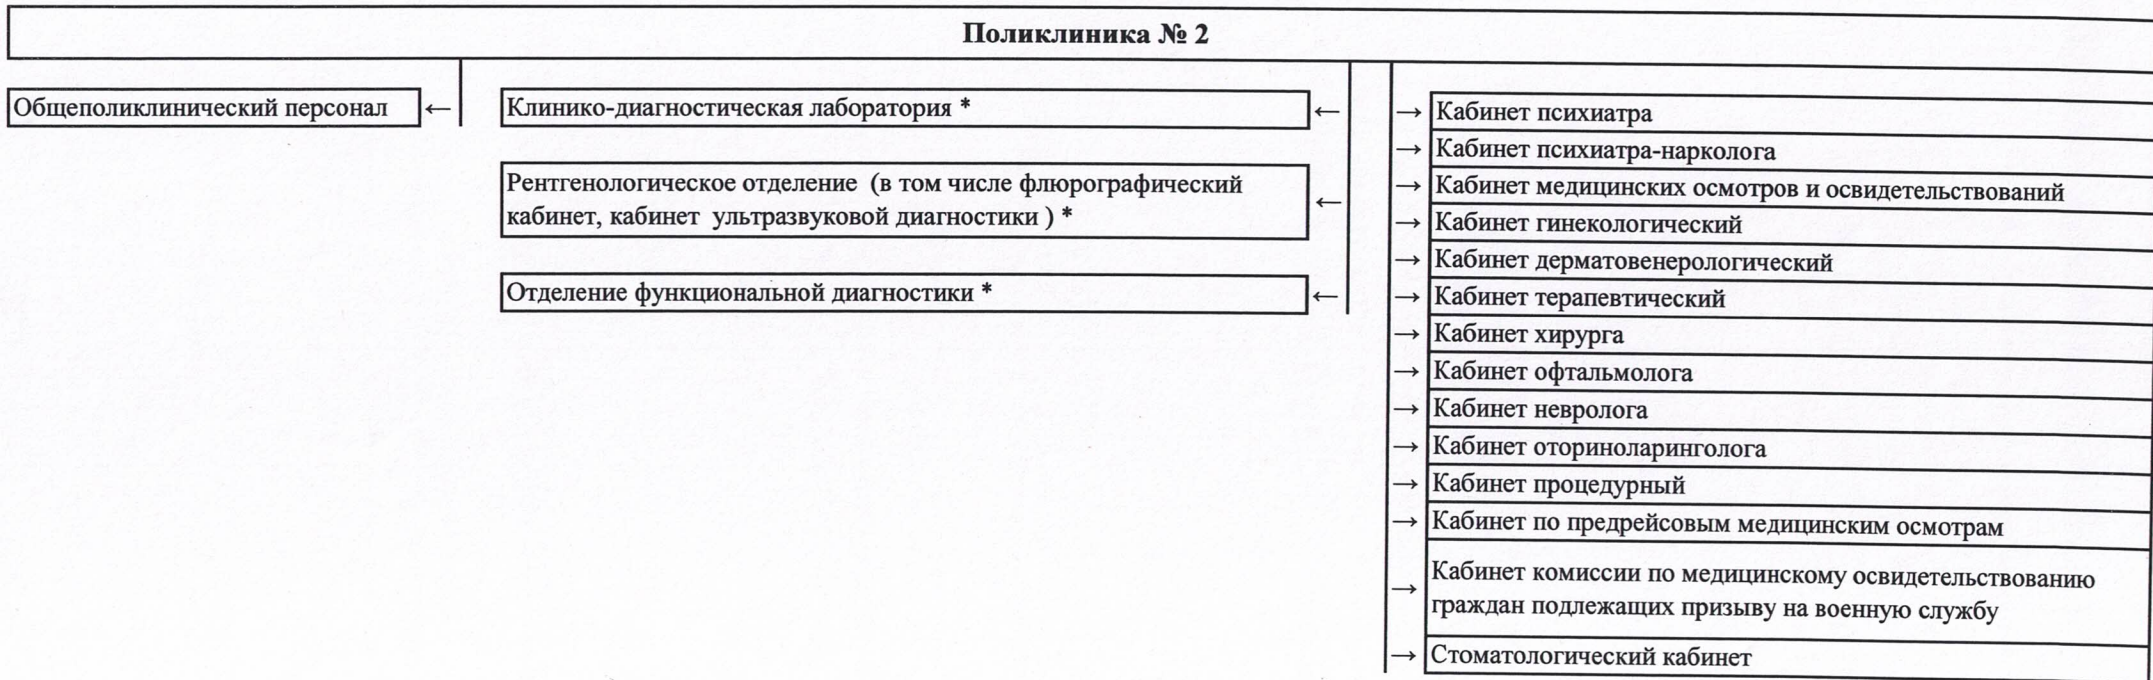 Поликлиника № 2
Общеполиклинический персонал
←
Клинико-диагностическая лаборатория *
←
Рентгенологическое отделение (в том числе флюрографический
кабинет, кабинет ультразвуковой диагностики ) *
←
Отделение функциональной диагностики *
←
→ Кабинет психиатра
→ Кабинет психиатра-нарколога
→ Кабинет медицинских осмотров и освидетельствований
→ Кабинет гинекологический
→ Кабинет дерматовенерологический
→ Кабинет терапевтический
→ Кабинет хирурга
→ Кабинет офтальмолога
→ Кабинет невролога
→ Кабинет оториноларинголога
→ Кабинет процедурный
→ Кабинет по предрейсовым медицинским осмотрам
→ Кабинет комиссии по медицинскому освидетельствованию
граждан подлежащих призыву на военную службу
→ Стоматологический кабинет